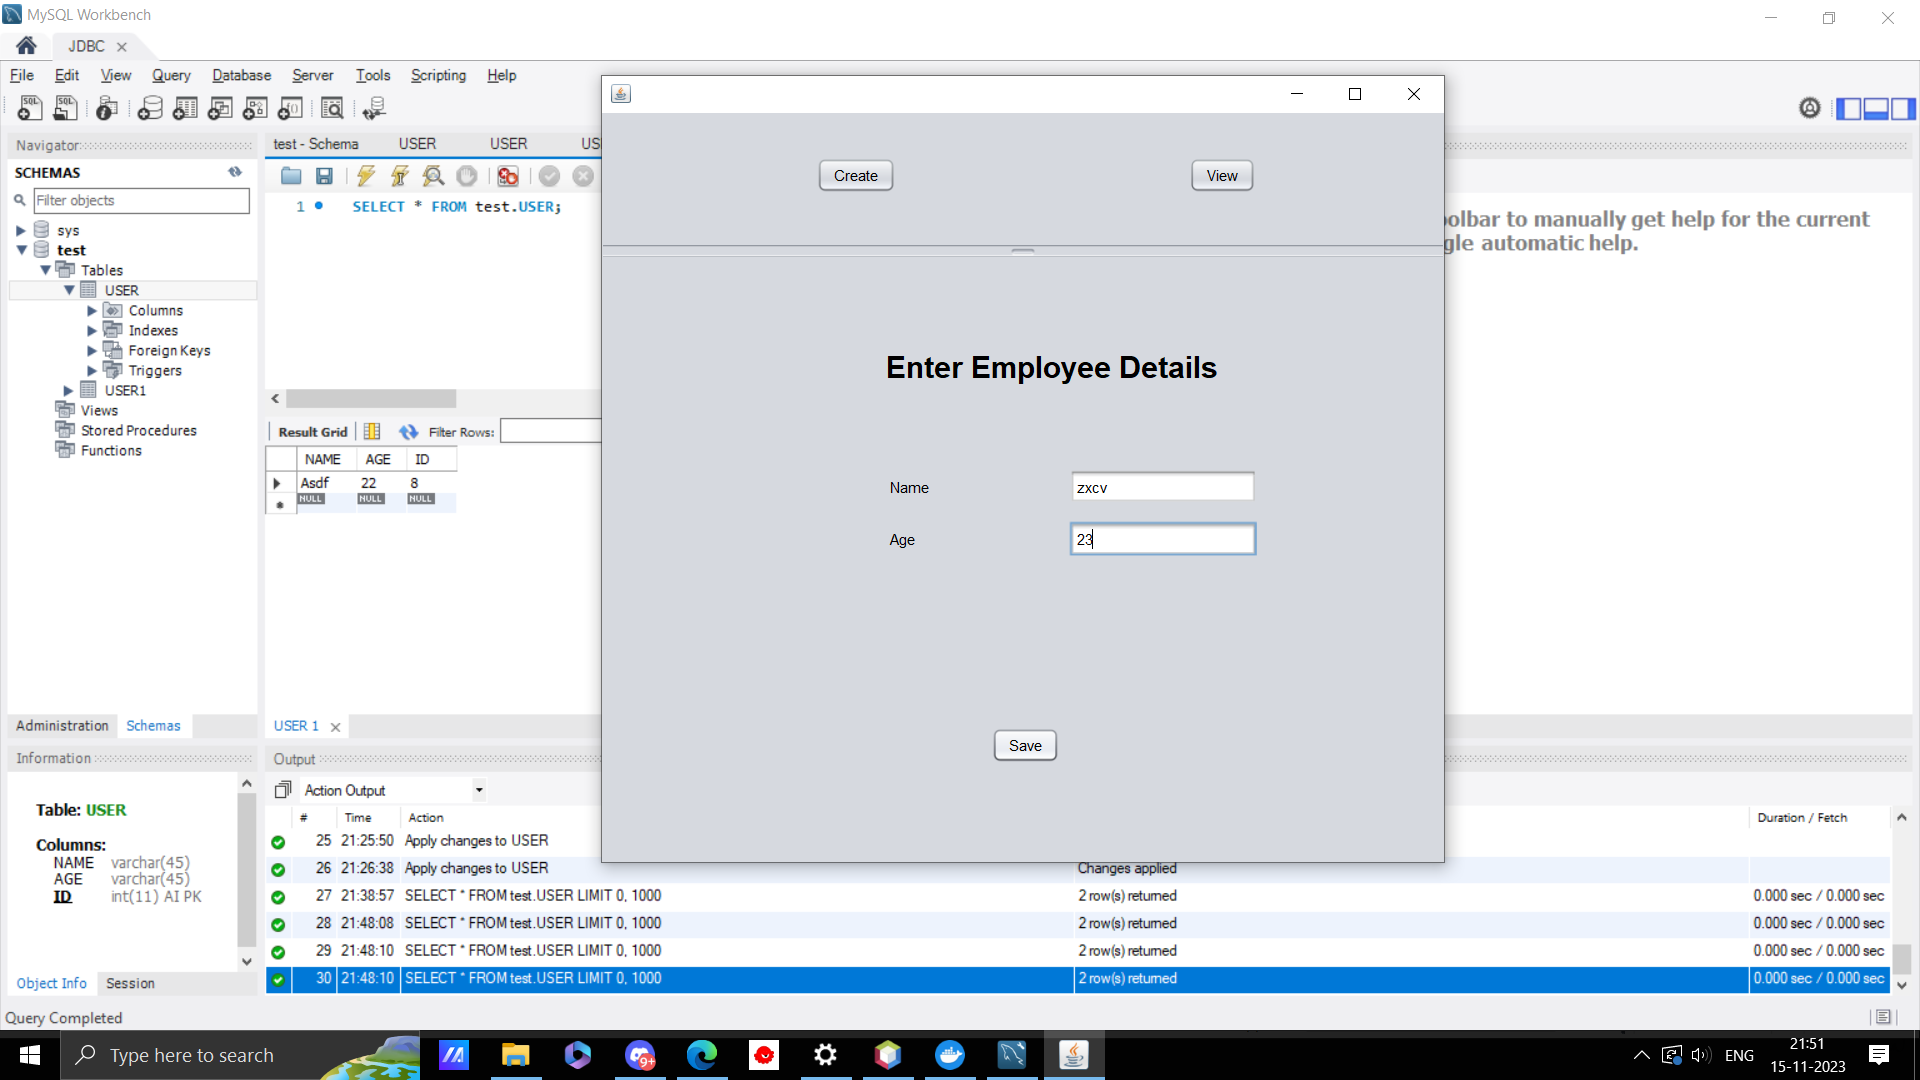 MySQL Workbench
JDBC
File Edit View Query Database Server Tools Scripting Help
Navigator
SCHEMAS
Filter objects
sys
test
Tables
USER
Columns
Indexes
Foreign Keys
Triggers
USER1
Views
Stored Procedures
Functions
Administration Schemas
Information
Table: USER
Columns:
NAME varchar(45)
AGE varchar(45)
ID int(11) AI PK
Object Info Session
Query Completed
test - Schema USER USER US
1 SELECT * FROM test.USER;
Result Grid Filter Rows:
NAME AGE ID
Asdf 22 8
NULL NULL NULL
USER 1
olbar to manually get help for the current
gle automatic help.
Create View
Enter Employee Details
Name zxcv
Age 23
Save
Output
Action Output
# Time Action Duration / Fetch
25 21:25:50 Apply changes to USER
26 21:26:38 Apply changes to USER Changes applied
27 21:38:57 SELECT * FROM test.USER LIMIT 0, 1000 2 row(s) returned 0.000 sec / 0.000 sec
28 21:48:08 SELECT * FROM test.USER LIMIT 0, 1000 2 row(s) returned 0.000 sec / 0.000 sec
29 21:48:10 SELECT * FROM test.USER LIMIT 0, 1000 2 row(s) returned 0.000 sec / 0.000 sec
30 21:48:10 SELECT * FROM test.USER LIMIT 0, 1000 2 row(s) returned 0.000 sec / 0.000 sec
Type here to search
9+
ENG
21:51
15-11-2023